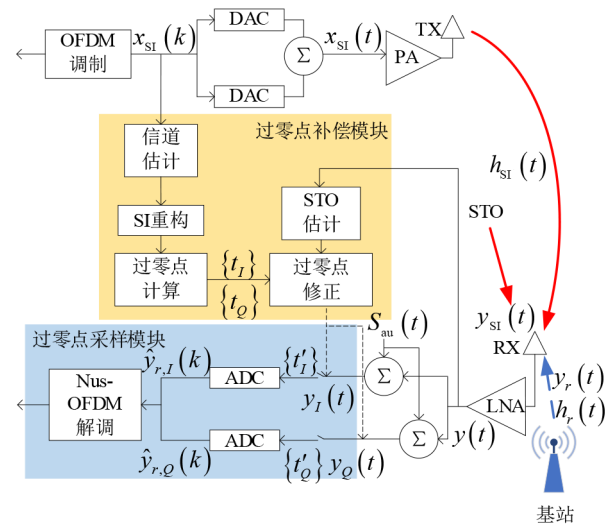 OFDM
调制
x_SI(k)
DAC
DAC
Σ
x_SI(t)
PA
TX
过零点补偿模块
信道
估计
SI重构
过零点
计算
{t_I}
{t_Q}
STO
估计
过零点
修正
h_SI(t)
STO
y_SI(t)
RX
S_au(t)
过零点采样模块
Nus-
OFDM
解调
ŷ_{r,I}(k)
ADC
{t'_I}
y_I(t)
Σ
ŷ_{r,Q}(k)
ADC
{t'_Q} y_Q(t)
Σ
y(t)
LNA
y_r(t)
h_r(t)
基站